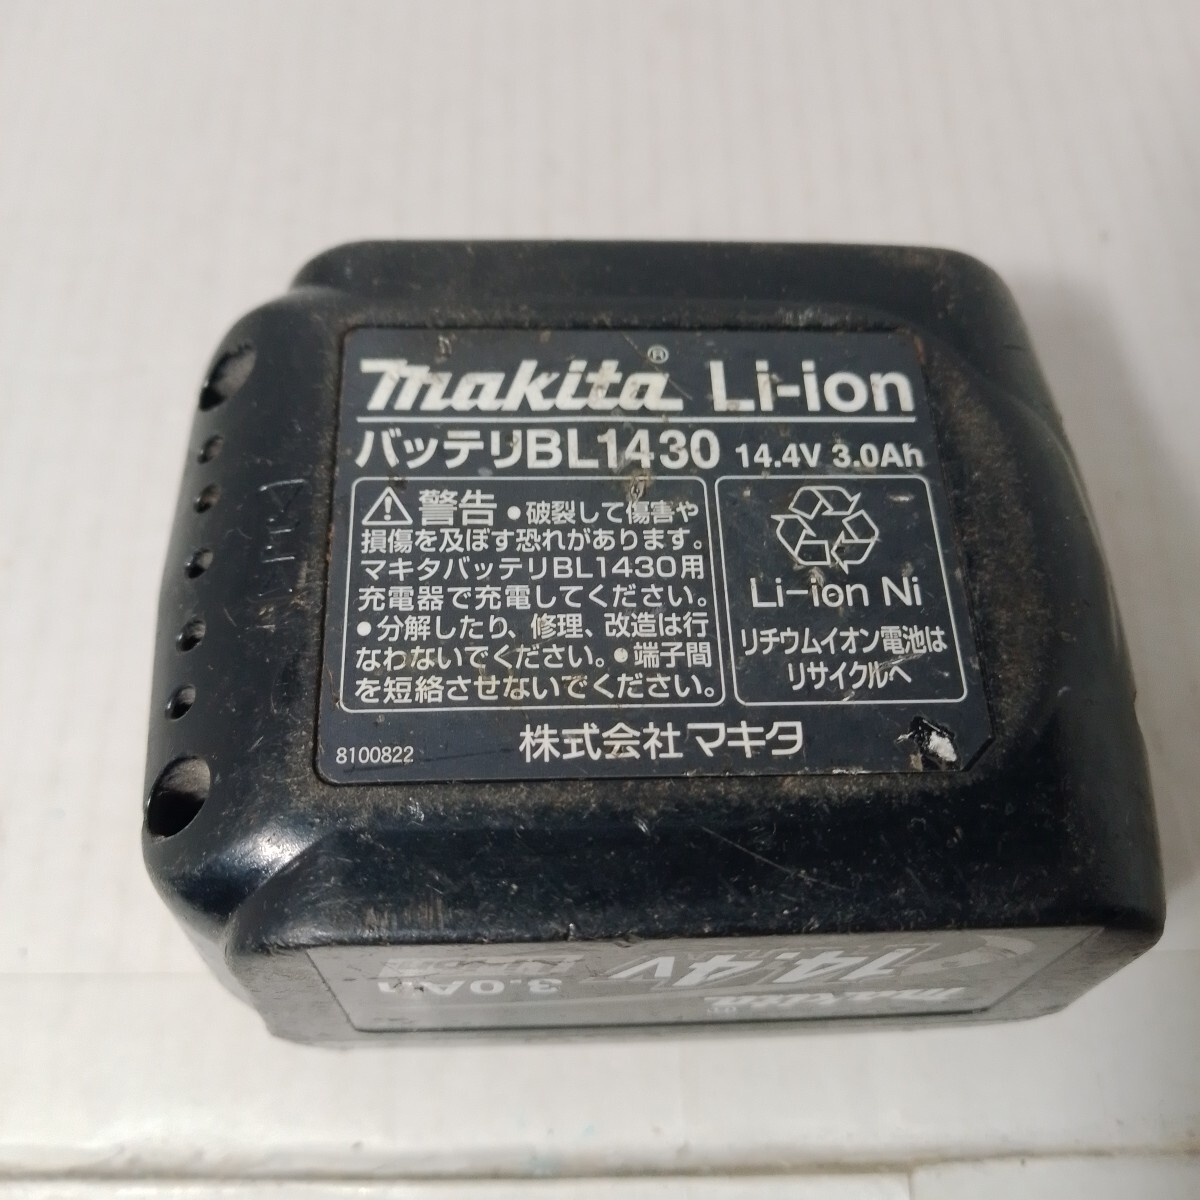 makita® Li-ion
バッテリBL1430 14.4V 3.0Ah
警告 ●破裂して傷害や
損傷を及ぼす恐れがあります。
マキタバッテリBL1430用
充電器で充電してください。
●分解したり、修理、改造は行
なわないでください。●端子間
を短絡させないでください。
Li-ion Ni
リチウムイオン電池は
リサイクルへ
8100822
株式会社マキタ
makita
14.4V
3.0Ah